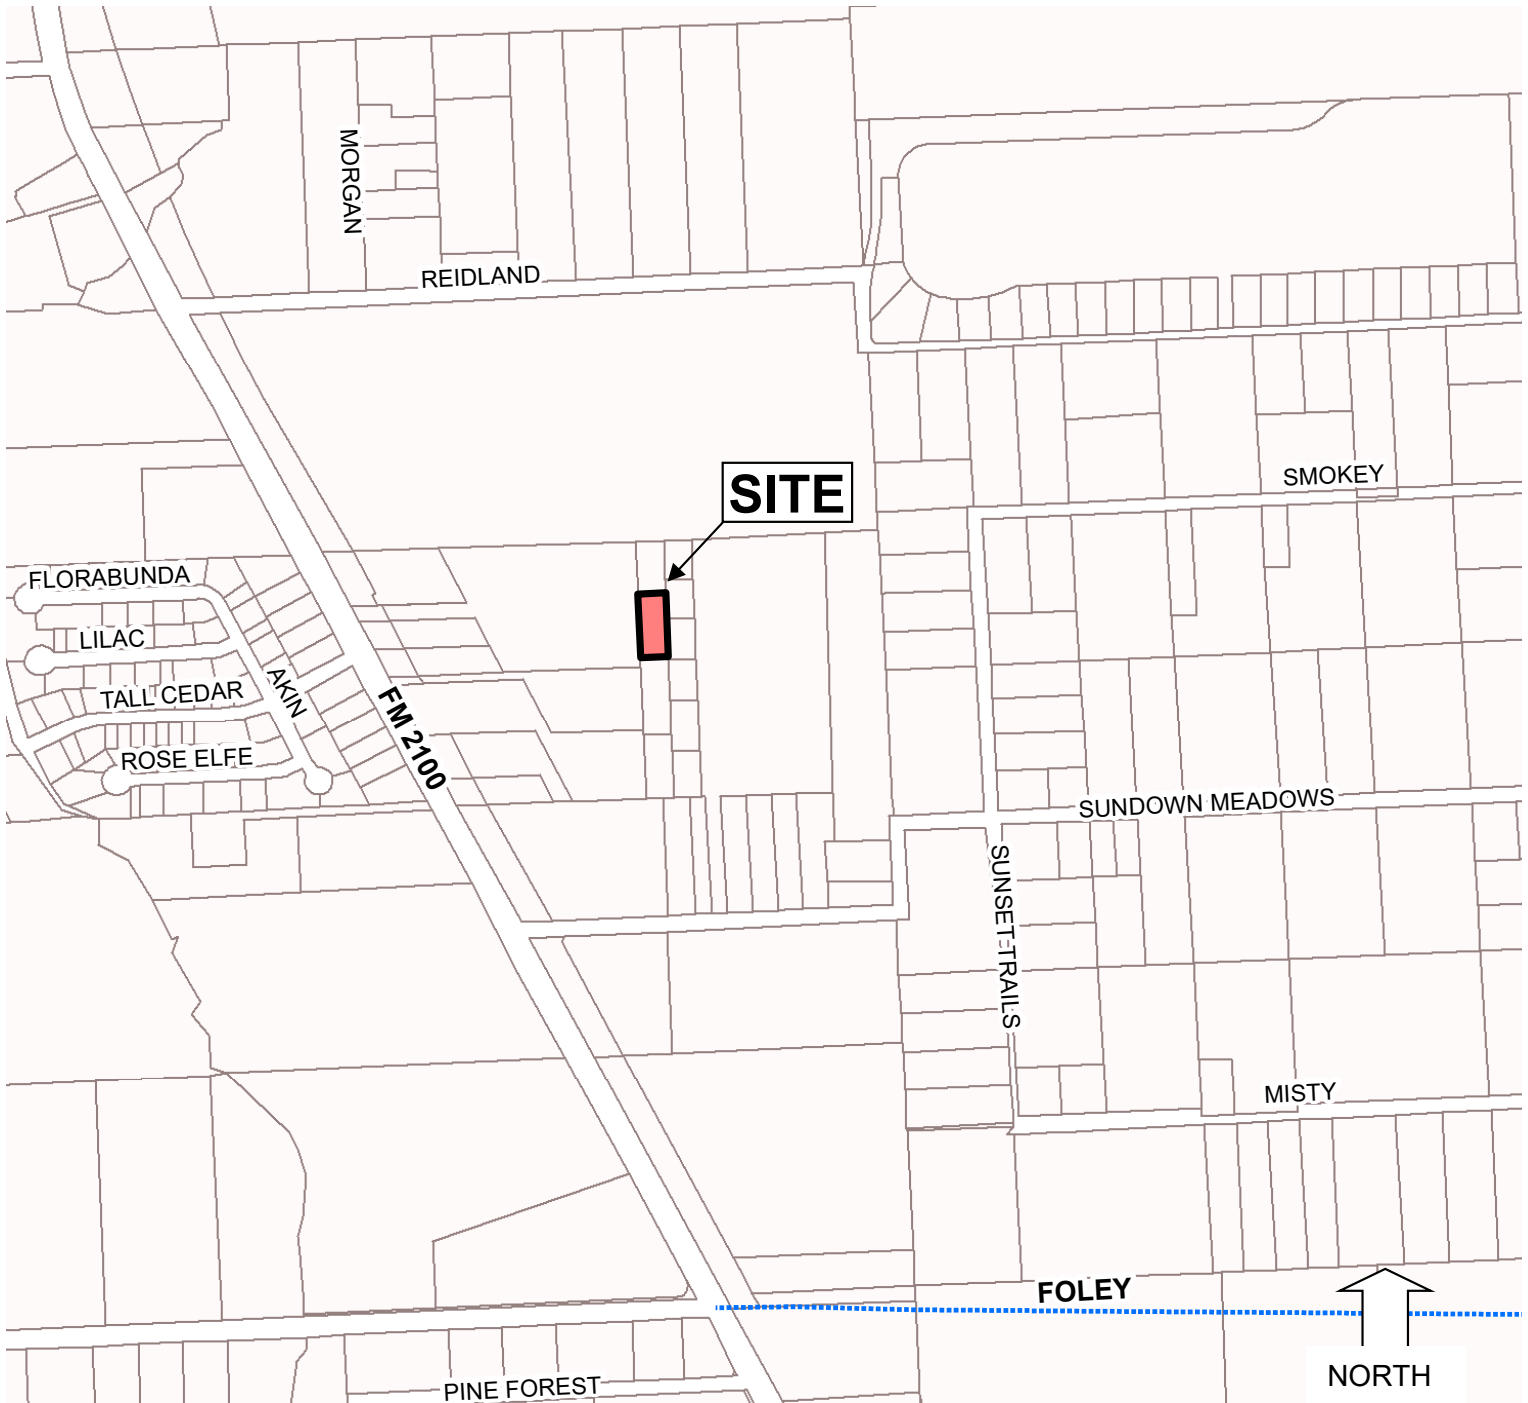 MORGAN
REIDLAND
SMOKEY
SITE
FLORABUNDA
LILAC
TALL CEDAR
AKIN
ROSE ELFE
FM 2100
SUNDOWN MEADOWS
SUNSET TRAILS
MISTY
FOLEY
NORTH
PINE FOREST